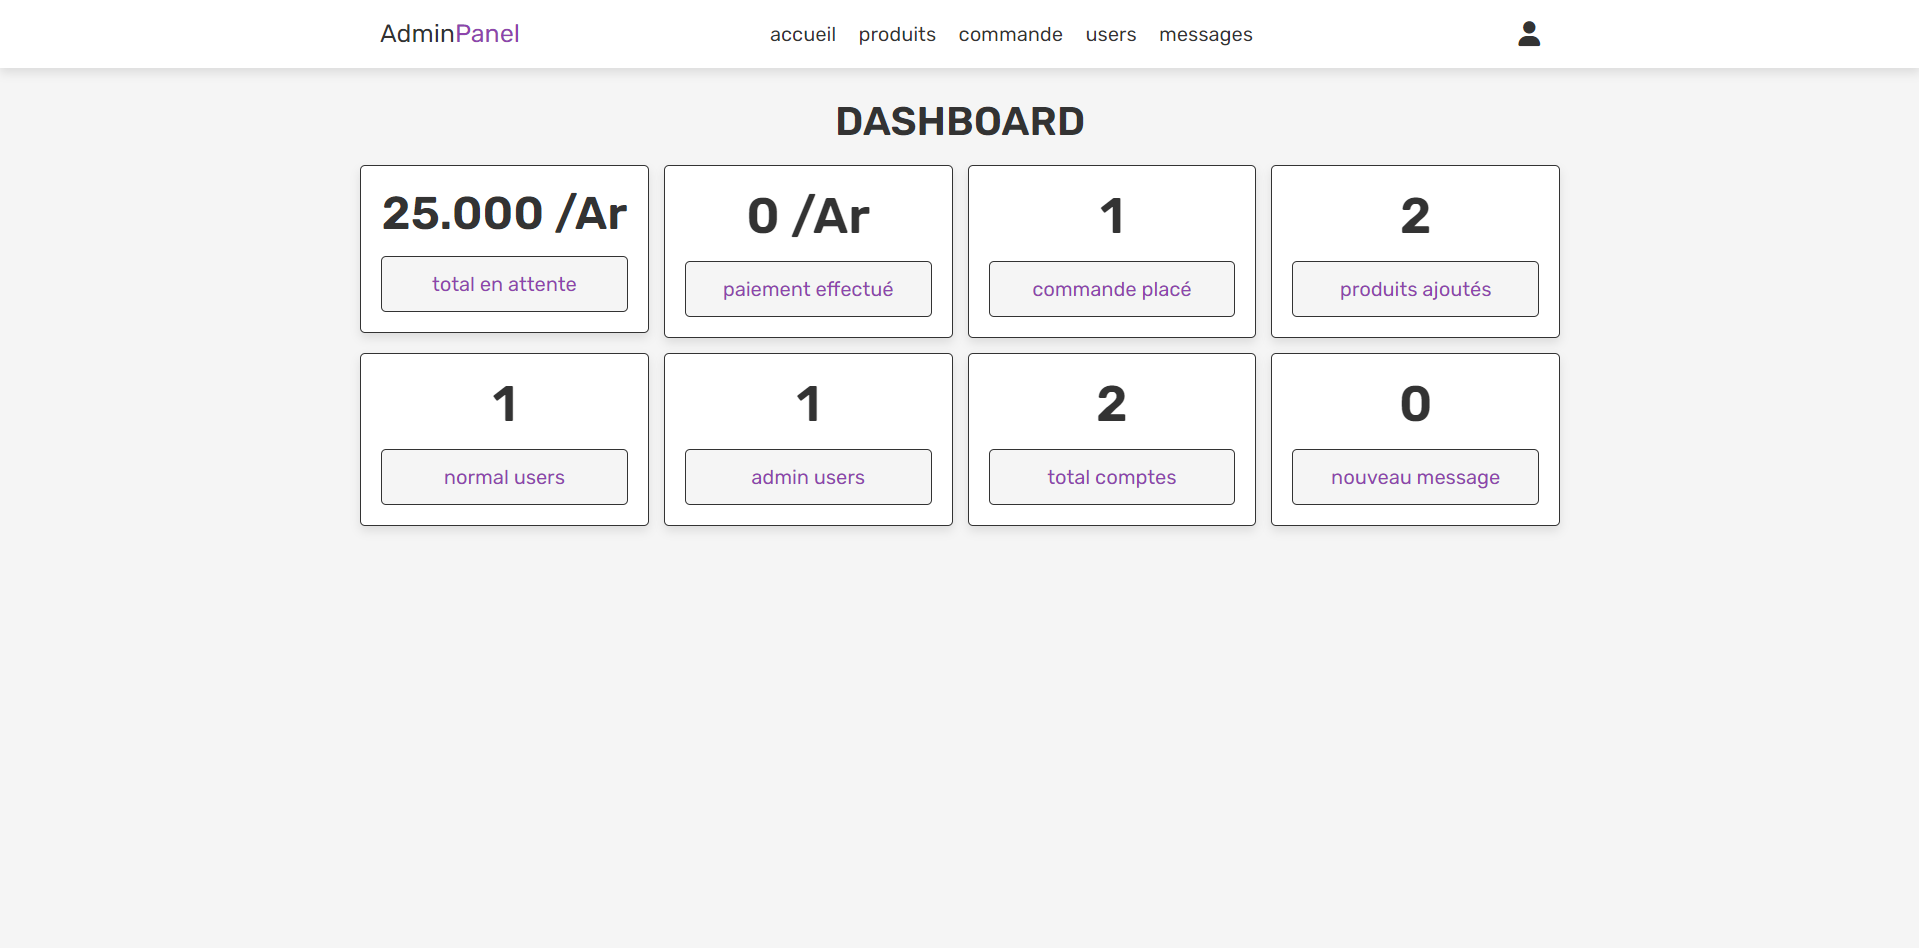 AdminPanel
accueil produits commande users messages
DASHBOARD
25.000 /Ar
total en attente
0 /Ar
paiement effectué
1
commande placé
2
produits ajoutés
1
normal users
1
admin users
2
total comptes
0
nouveau message